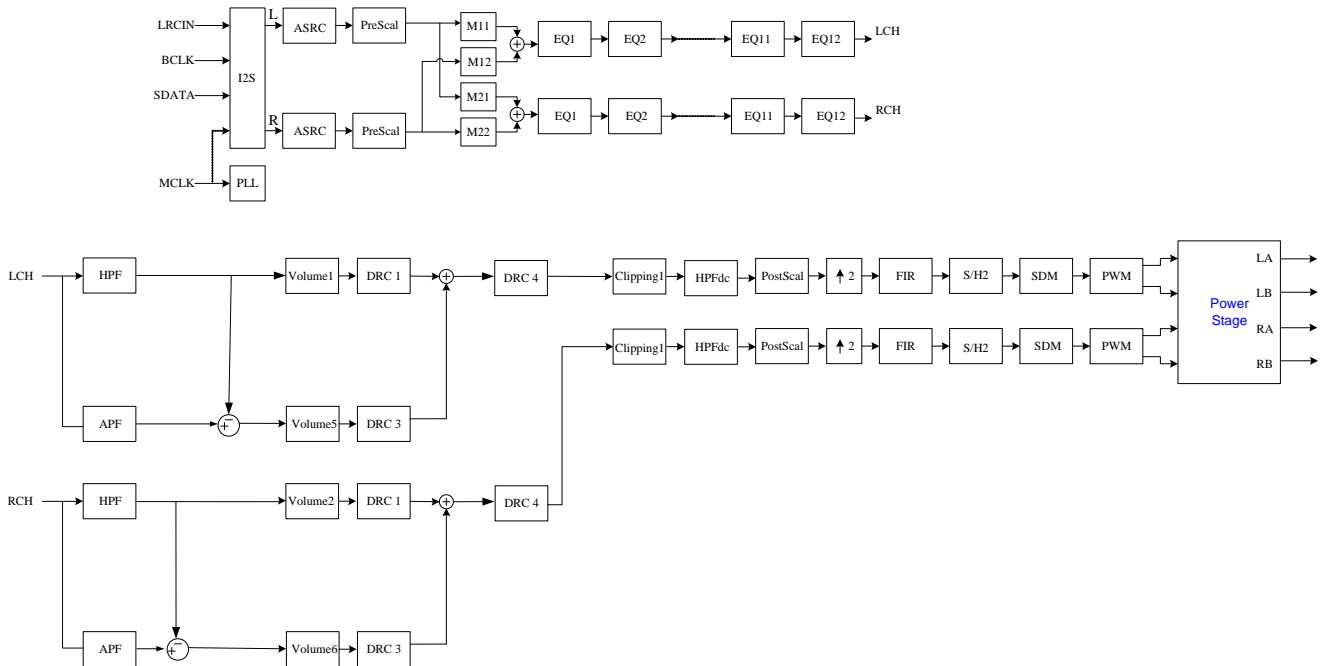 LRCIN
BCLK
SDATA
MCLK
I2S
PLL
L
ASRC
PreScal
R
ASRC
PreScal
M11
M12
M21
M22
+
EQ1
EQ2
EQ11
EQ12
LCH
+
EQ1
EQ2
EQ11
EQ12
RCH
LCH
HPF
Volume1
DRC 1
+
DRC 4
Clipping1
HPFdc
PostScal
↑ 2
FIR
S/H2
SDM
PWM
Clipping1
HPFdc
PostScal
↑ 2
FIR
S/H2
SDM
PWM
Power
Stage
LA
LB
RA
RB
APF
+ −
Volume5
DRC 3
RCH
HPF
Volume2
DRC 1
+
DRC 4
APF
+ −
Volume6
DRC 3